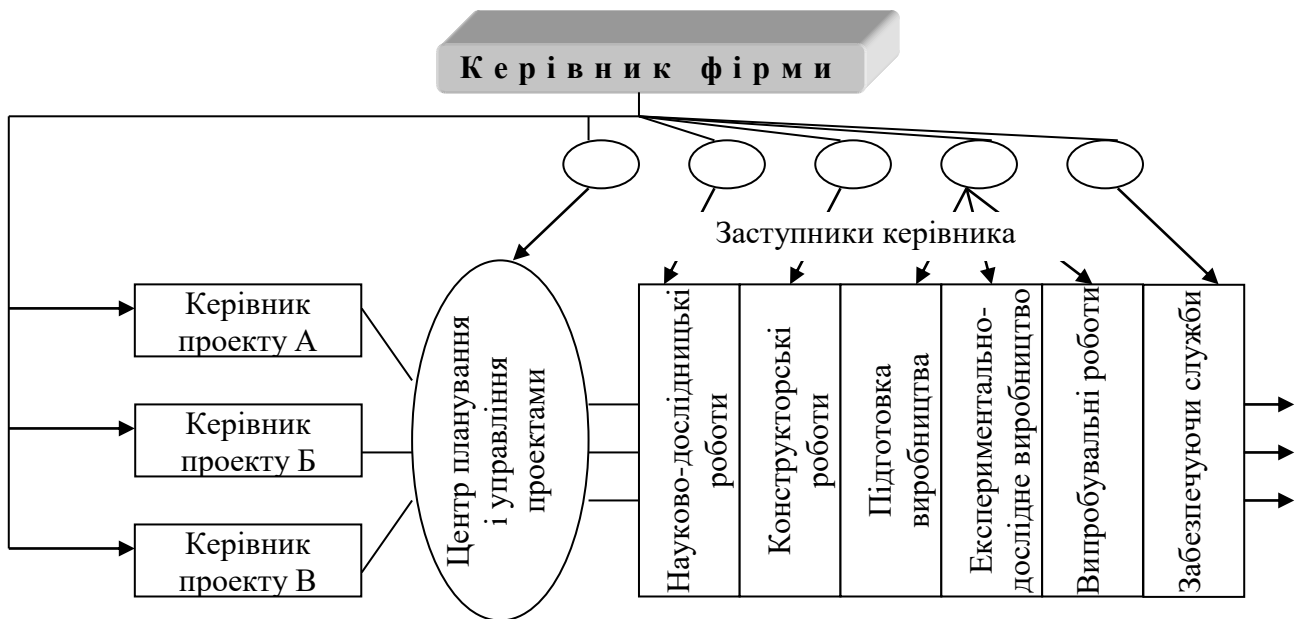 Керівник фірми
Заступники керівника
Керівник
проекту А
Керівник
проекту Б
Керівник
проекту В
Центр планування
і управління
проектами
Науково-дослідницькі
роботи
Конструкторські
роботи
Підготовка
виробництва
Експериментально-
дослідне виробництво
Випробувальні роботи
Забезпечуючи служби